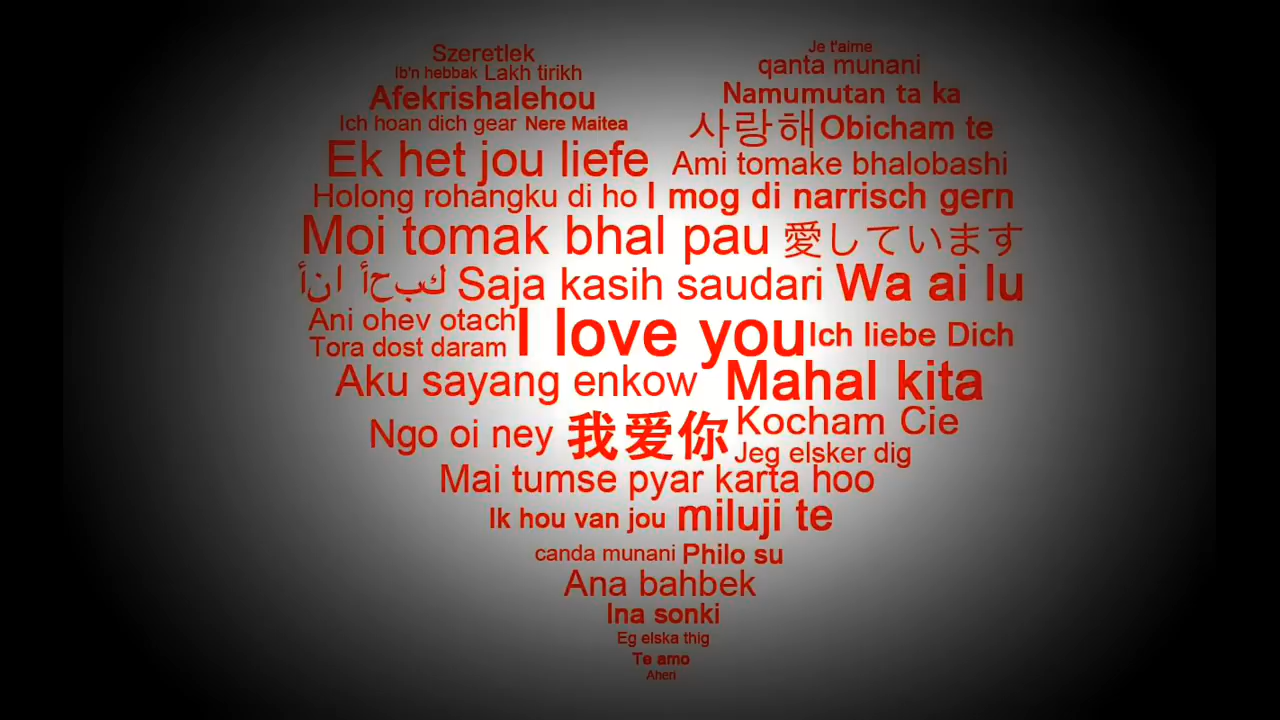 Szeretlek
Je t'aime
Ib'n hebbak Lakh tirikh
qanta munani
Afekrishalehou
Namumutan ta ka
Ich hoan dich gear Nere Maitea
사랑해 Obicham te
Ek het jou liefe
Ami tomake bhalobashi
Holong rohangku di ho I mog di narrisch gern
Moi tomak bhal pau 愛しています
أنا أحبك Saja kasih saudari Wa ai lu
Ani ohev otach
I love you
Ich liebe Dich
Tora dost daram
Aku sayang enkow Mahal kita
Ngo oi ney 我爱你
Kocham Cie
Jeg elsker dig
Mai tumse pyar karta hoo
Ik hou van jou miluji te
canda munani Philo su
Ana bahbek
Ina sonki
Eg elska thig
Te amo
Aheri